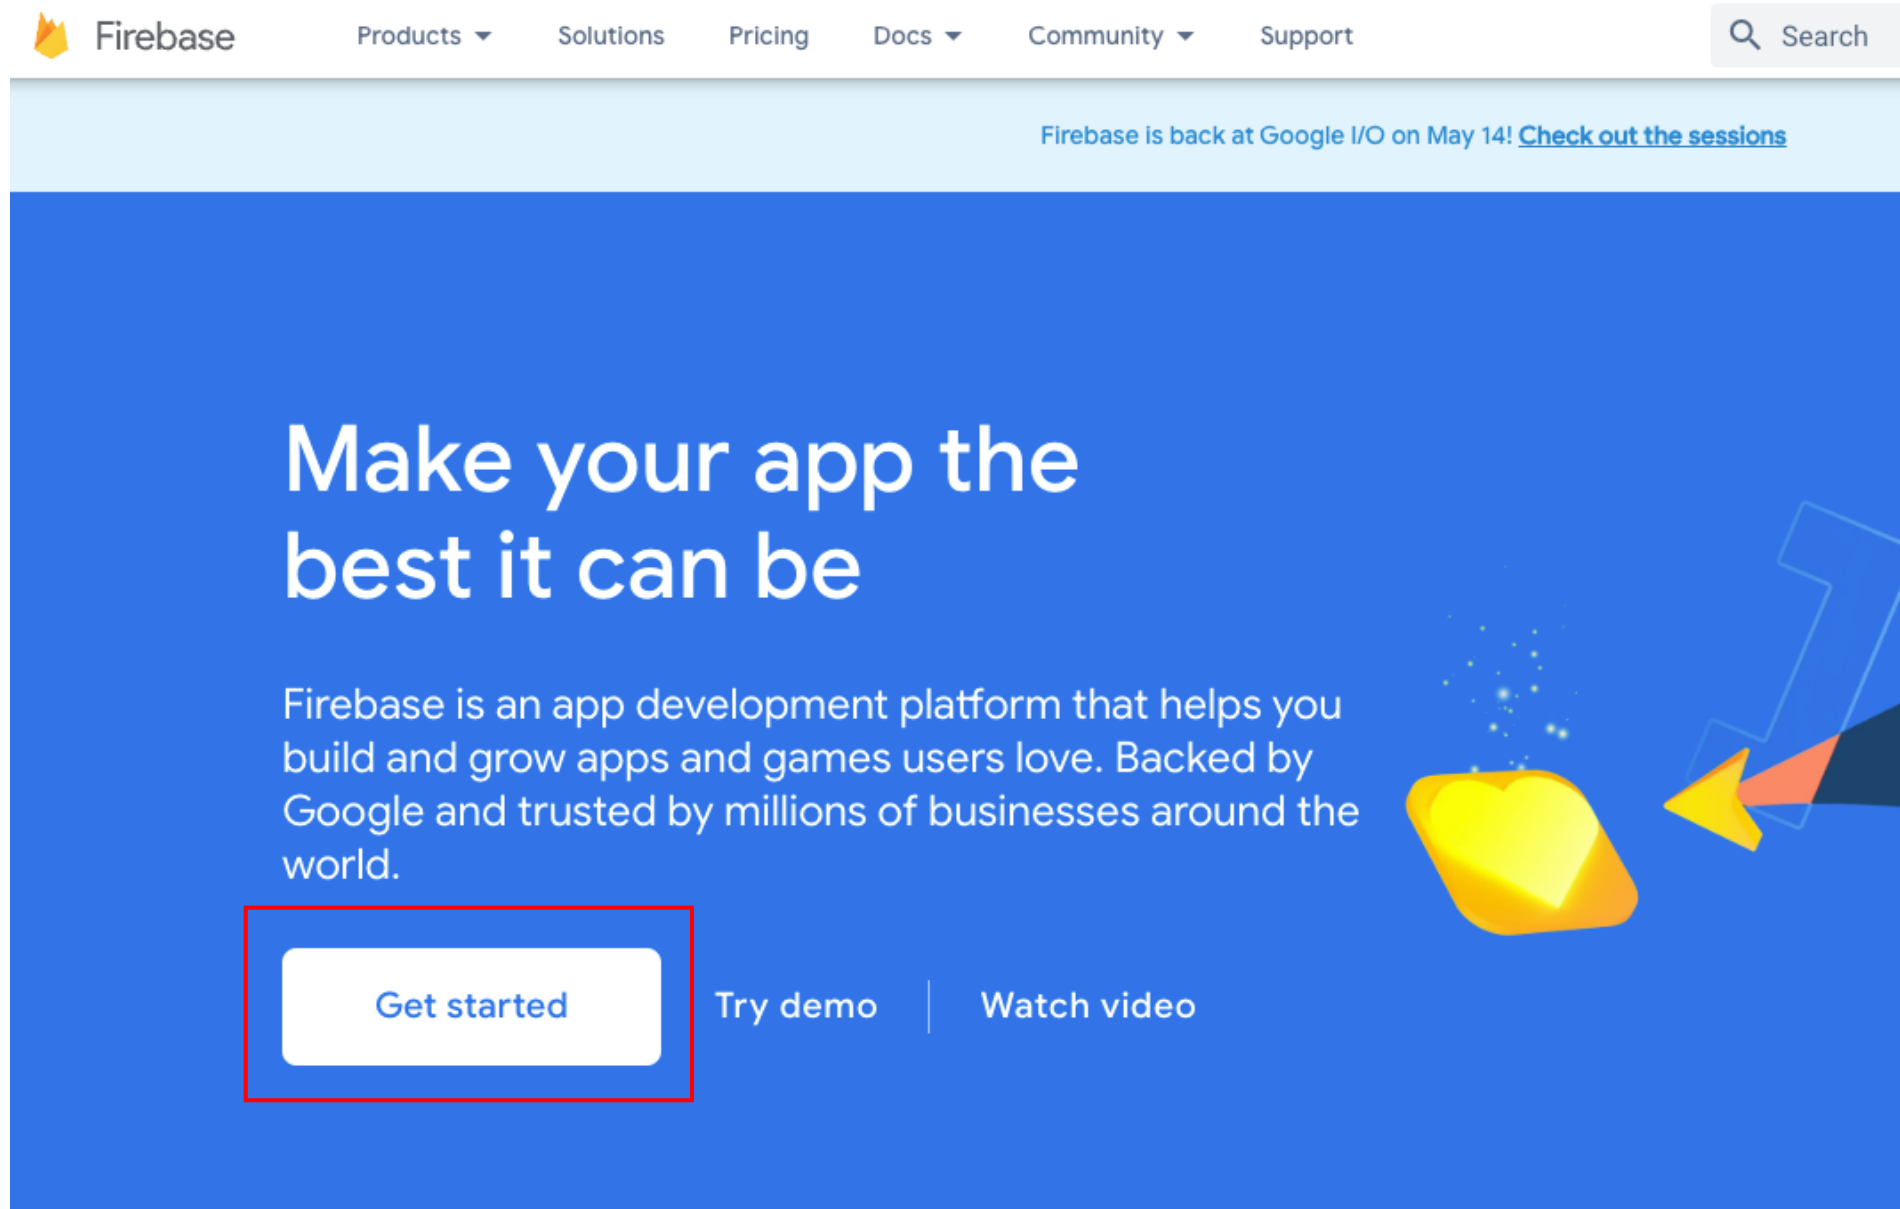 Firebase Products Solutions Pricing Docs Community Support Search
Firebase is back at Google I/O on May 14! Check out the sessions
Make your app the
best it can be
Firebase is an app development platform that helps you
build and grow apps and games users love. Backed by
Google and trusted by millions of businesses around the
world.
Get started Try demo Watch video